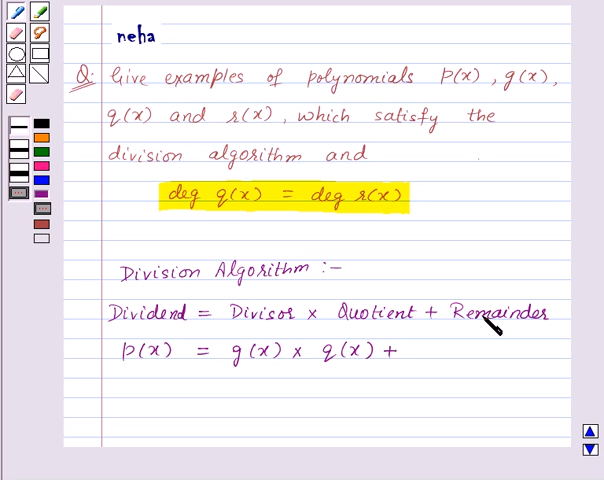 neha
Q: Give examples of polynomials p(x), g(x),
q(x) and r(x), which satisfy the
division algorithm and
deg q(x) = deg r(x)
Division Algorithm :-
Dividend = Divisor × Quotient + Remainder
p(x) = g(x) × q(x) +